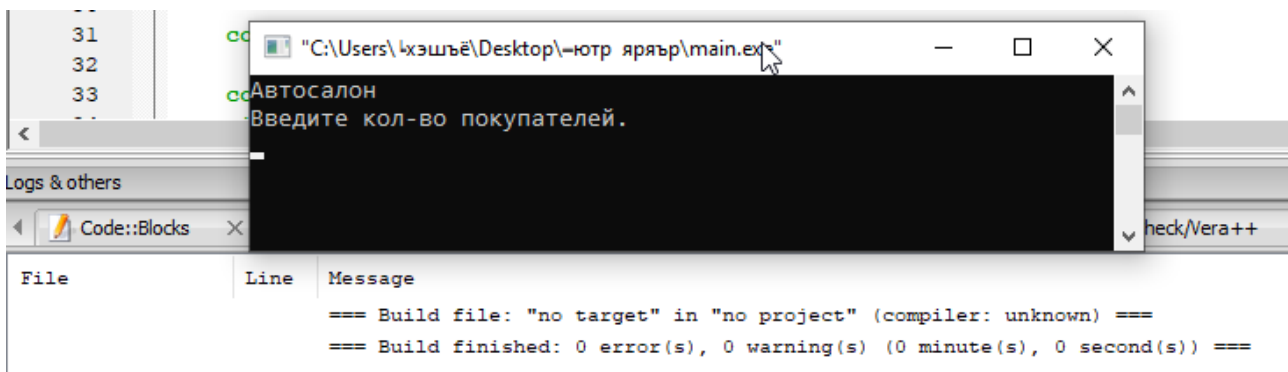 31
32
33
co
co
"C:\Users\╘хэшъё\Desktop\═ютр яряър\main.exe"
Автосалон
Введите кол-во покупателей.
Logs & others
Code::Blocks
heck/Vera++
File Line Message
=== Build file: "no target" in "no project" (compiler: unknown) ===
=== Build finished: 0 error(s), 0 warning(s) (0 minute(s), 0 second(s)) ===